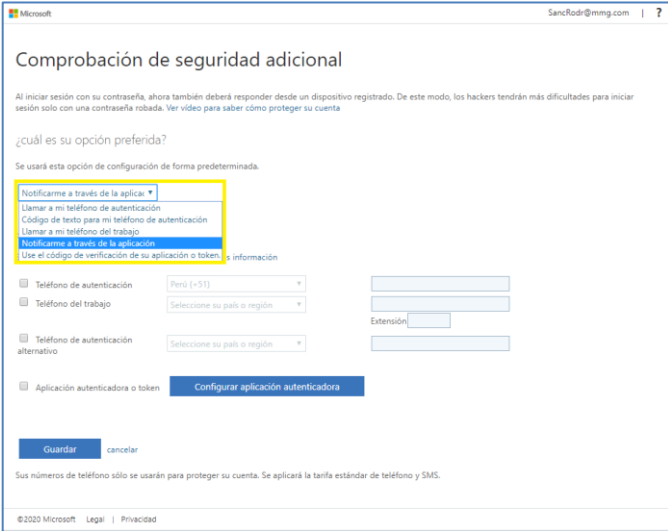 Microsoft
SancRodr@mmg.com | ?
Comprobación de seguridad adicional
Al iniciar sesión con su contraseña, ahora también deberá responder desde un dispositivo registrado. De este modo, los hackers tendrán más dificultades para iniciar
sesión solo con una contraseña robada. Ver vídeo para saber cómo proteger su cuenta
¿cuál es su opción preferida?
Se usará esta opción de configuración de forma predeterminada.
Notificarme a través de la aplicac
Llamar a mi teléfono de autenticación
Código de texto para mi teléfono de autenticación
Llamar a mi teléfono del trabajo
Notificarme a través de la aplicación
Use el código de verificación de su aplicación o token
s información
Teléfono de autenticación Perú (+51)
Teléfono del trabajo Seleccione su país o región
Extensión
Teléfono de autenticación
alternativo Seleccione su país o región
Aplicación autenticadora o token Configurar aplicación autenticadora
Guardar cancelar
Sus números de teléfono sólo se usarán para proteger su cuenta. Se aplicará la tarifa estándar de teléfono y SMS.
©2020 Microsoft Legal | Privacidad